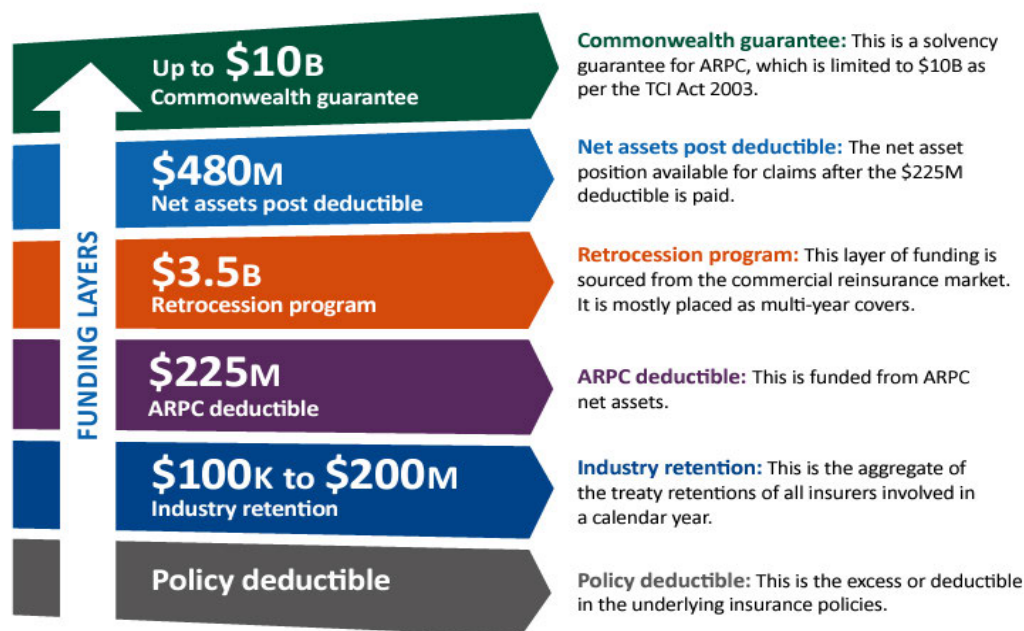 Up to $10B
Commonwealth guarantee
Commonwealth guarantee: This is a solvency
guarantee for ARPC, which is limited to $10B as
per the TCI Act 2003.
$480M
Net assets post deductible
Net assets post deductible: The net asset
position available for claims after the $225M
deductible is paid.
$3.5B
Retrocession program
Retrocession program: This layer of funding is
sourced from the commercial reinsurance market.
It is mostly placed as multi-year covers.
$225M
ARPC deductible
ARPC deductible: This is funded from ARPC
net assets.
$100K to $200M
Industry retention
Industry retention: This is the aggregate of
the treaty retentions of all insurers involved in
a calendar year.
Policy deductible
Policy deductible: This is the excess or deductible
in the underlying insurance policies.
FUNDING LAYERS